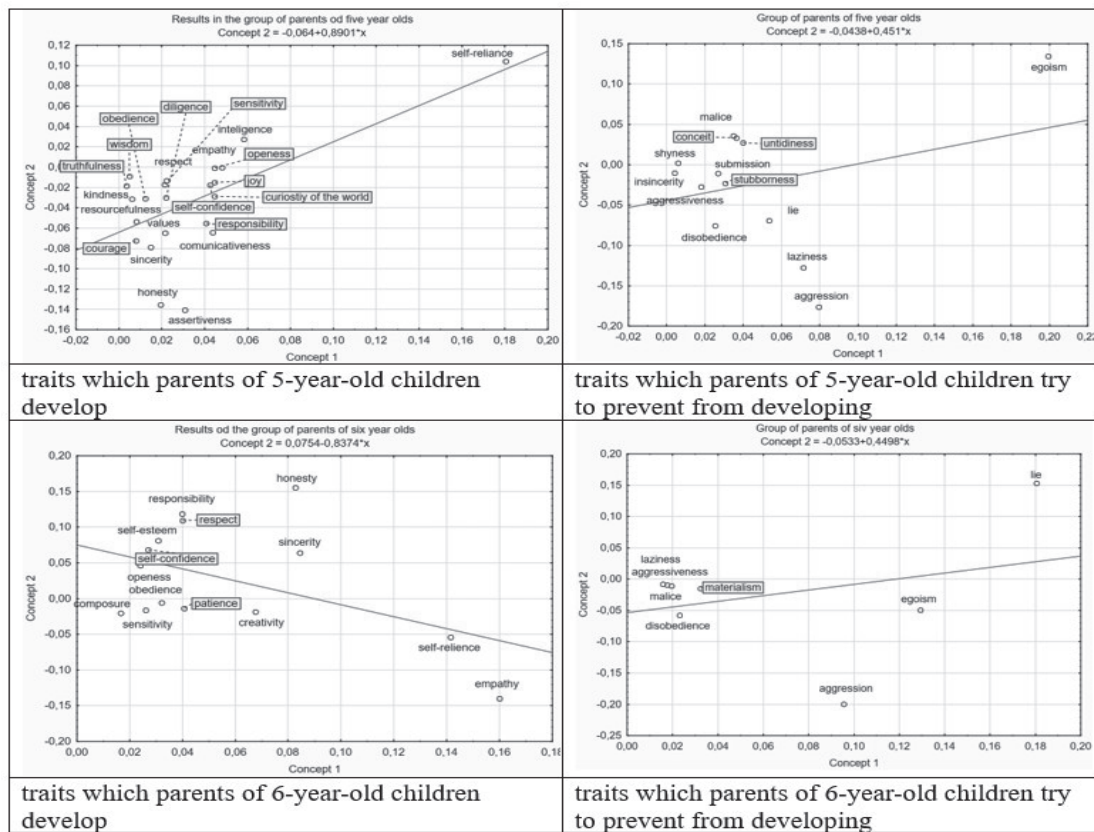 Results in the group of parents od five year olds
Concept 2 = -0,064+0,8901*x
0,12
0,10
0,08
0,06
0,04
0,02
0,00
-0,02
-0,04
-0,06
-0,08
-0,10
-0,12
-0,14
-0,16
Concept 2
self-reliance
diligence
sensitivity
obedience
inteligence
wisdom
empathy
respect
openess
truthfulness
joy
kindness
curiostiy of the world
resourcefulness
self-confidence
values
responsibility
courage
comunicativeness
sincerity
honesty
assertivenss
-0,02 0,00 0,02 0,04 0,06 0,08 0,10 0,12 0,14 0,16 0,18 0,20
Concept 1
traits which parents of 5-year-old children
develop
Group of parents of five year olds
Concept 2 = -0,0438+0,451*x
0,15
0,10
0,05
0,00
-0,05
-0,10
-0,15
-0,20
Concept 2
egoism
malice
conceit
untidiness
shyness
submission
insincerity
stubborness
aggressiveness
lie
disobedience
laziness
aggression
-0,02 0,00 0,02 0,04 0,06 0,08 0,10 0,12 0,14 0,16 0,18 0,20 0,22
Concept 1
traits which parents of 5-year-old children try
to prevent from developing
Results od the group of parents of six year olds
Concept 2 = 0,0754-0,8374*x
0,20
0,15
0,10
0,05
0,00
-0,05
-0,10
-0,15
-0,20
Concept 2
honesty
responsibility
respect
self-esteem
sincerity
self-confidence
openess
obedience
composure
patience
sensitivity
creativity
self-relience
empathy
0,00 0,02 0,04 0,06 0,08 0,10 0,12 0,14 0,16 0,18
Concept 1
traits which parents of 6-year-old children
develop
Group of parents of siv year olds
Concept 2 = -0,0533+0,4498*x
0,20
0,15
0,10
0,05
0,00
-0,05
-0,10
-0,15
-0,20
-0,25
Concept 2
lie
laziness
aggressiveness
materialism
malice
egoism
disobedience
aggression
0,00 0,02 0,04 0,06 0,08 0,10 0,12 0,14 0,16 0,18 0,20
Concept 1
traits which parents of 6-year-old children try
to prevent from developing